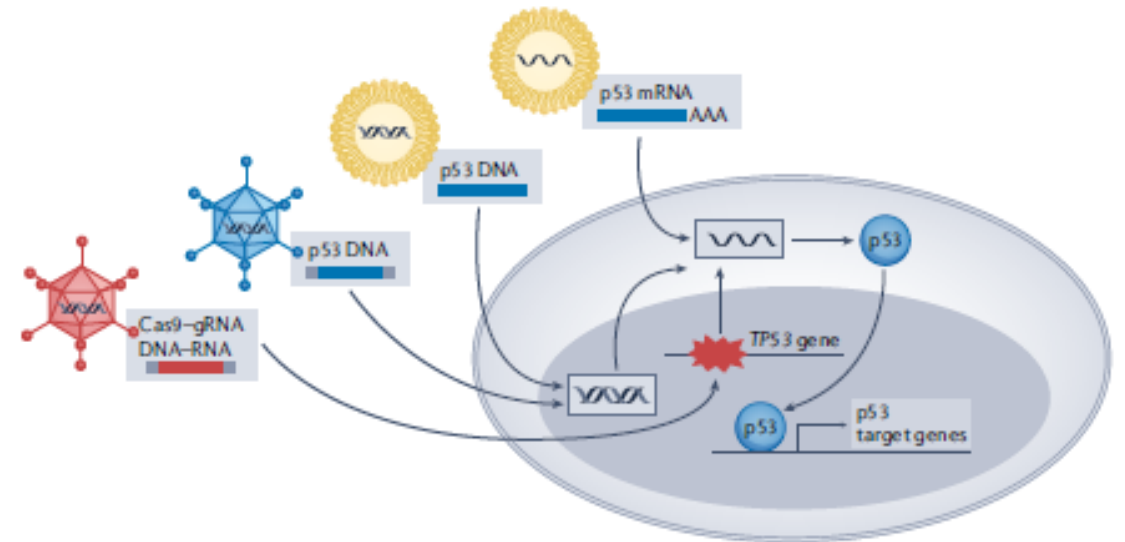 p53 mRNA
AAA
p53 DNA
p53 DNA
Cas9–gRNA
DNA–RNA
p53
TP53 gene
p53
p53
target genes